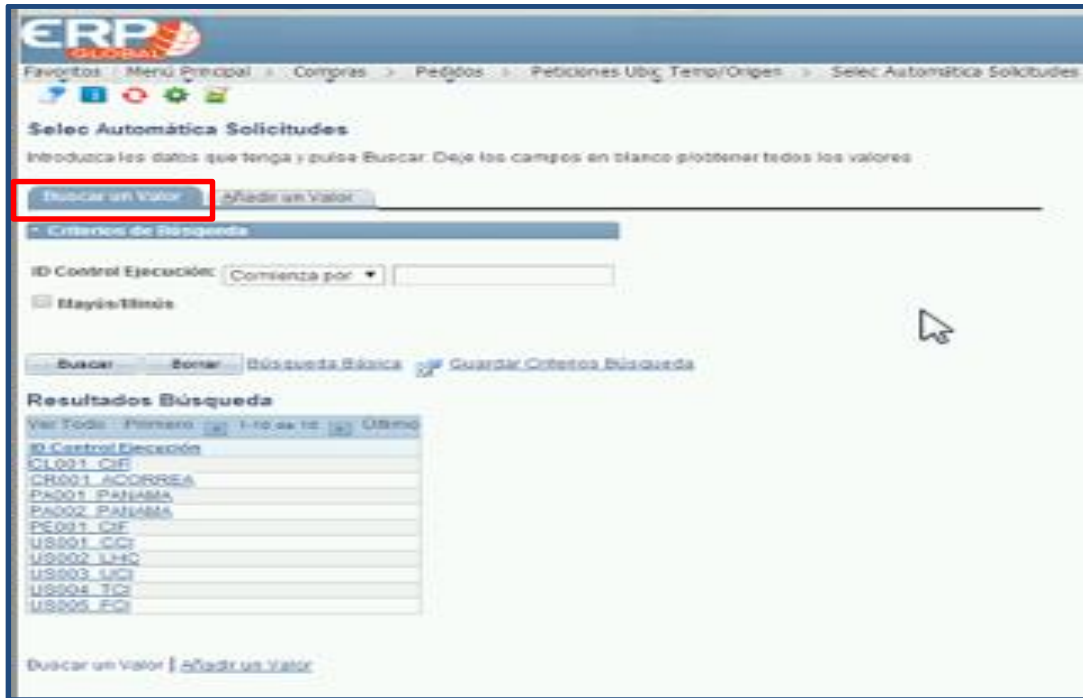 ERP
GLOBAL
Favoritos Menú Principal > Compras > Pedidos > Peticiones Ubic Temp/Origen > Selec Automática Solicitudes
Selec Automática Solicitudes
Introduzca los datos que tenga y pulse Buscar. Deje los campos en blanco p/obtener todos los valores
Buscar un Valor Añadir un Valor
Criterios de Búsqueda
ID Control Ejecución: Comienza por
Mayús/Minús
Buscar Borrar Búsqueda Básica Guardar Criterios Búsqueda
Resultados Búsqueda
Ver Todo Primero 1-10 de 10 Último
ID Control Ejecución
CL001_CIF
CR001_ACORREA
PA001_PANAMA
PA002_PANAMA
PE001_CIF
US001_CCI
US002_LHC
US003_UCI
US004_TCI
US005_FCI
Buscar un Valor | Añadir un Valor